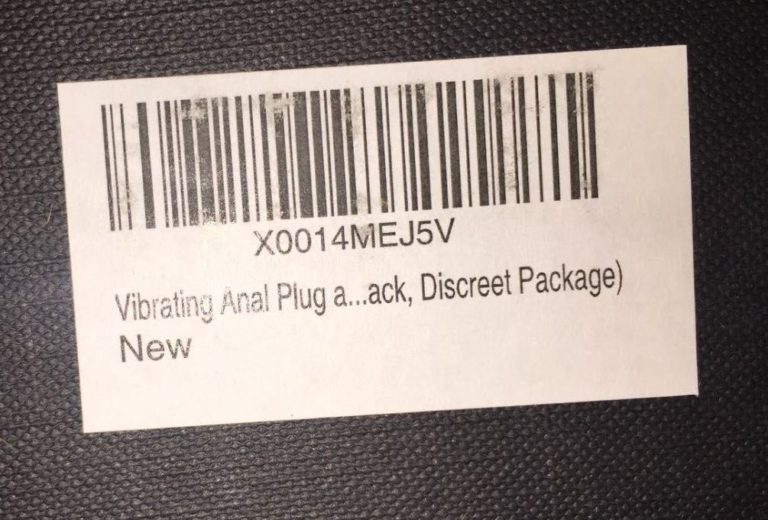 X0014MEJ5V
Vibrating Anal Plug a...ack, Discreet Package)
New